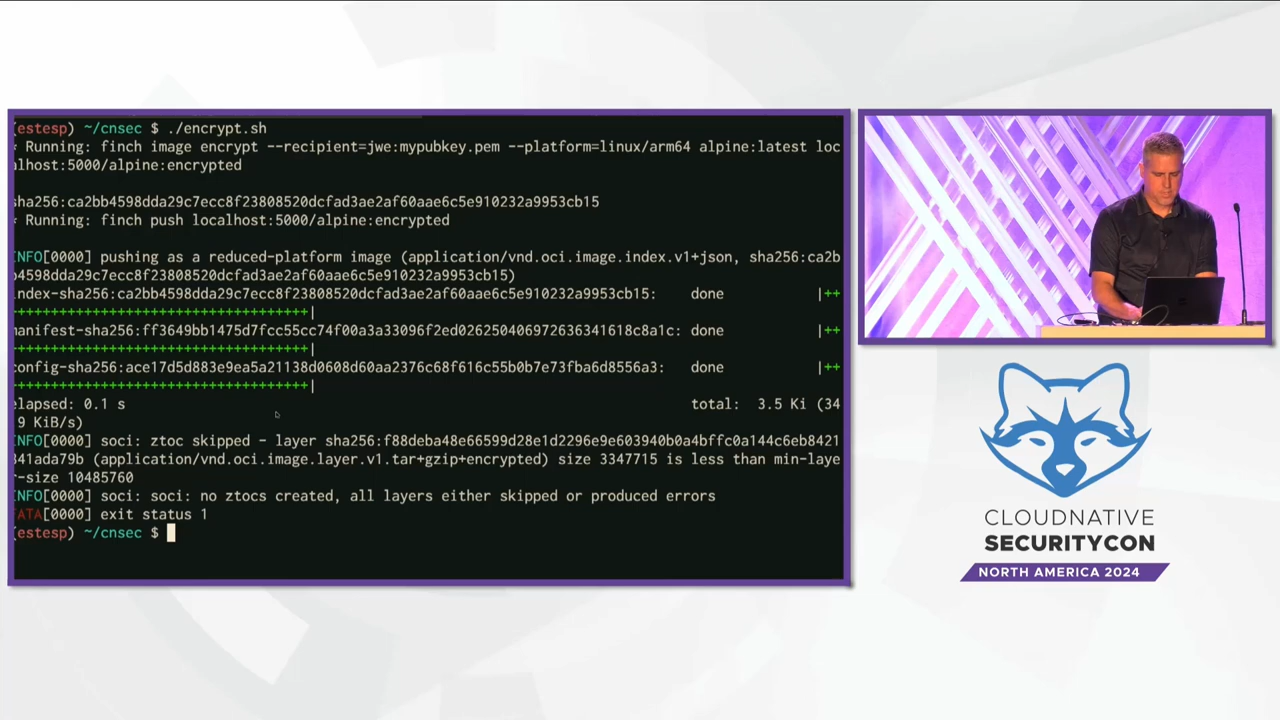 (estesp) ~/cnsec $ ./encrypt.sh
* Running: finch image encrypt --recipient=jwe:mypubkey.pem --platform=linux/arm64 alpine:latest loc
alhost:5000/alpine:encrypted
sha256:ca2bb4598dda29c7ecc8f23808520dcfad3ae2af60aae6c5e910232a9953cb15
* Running: finch push localhost:5000/alpine:encrypted
NFO[0000] pushing as a reduced-platform image (application/vnd.oci.image.index.v1+json, sha256:ca2b
b4598dda29c7ecc8f23808520dcfad3ae2af60aae6c5e910232a9953cb15)
index-sha256:ca2bb4598dda29c7ecc8f23808520dcfad3ae2af60aae6c5e910232a9953cb15: done |++
++++++++++++++++++++++++++++++++++++|
manifest-sha256:ff3649bb1475d7fcc55cc74f00a3a33096f2ed026250406972636341618c8a1c: done |++
++++++++++++++++++++++++++++++++++++|
config-sha256:ace17d5d883e9ea5a21138d0608d60aa2376c68f616c55b0b7e73fba6d8556a3: done |++
++++++++++++++++++++++++++++++++++++|
elapsed: 0.1 s total: 3.5 Ki (34
.9 KiB/s)
NFO[0000] soci: ztoc skipped - layer sha256:f88deba48e66599d28e1d2296e9e603940b0a4bffc0a144c6eb8421
841ada79b (application/vnd.oci.image.layer.v1.tar+gzip+encrypted) size 3347715 is less than min-laye
r-size 10485760
NFO[0000] soci: soci: no ztocs created, all layers either skipped or produced errors
ATA[0000] exit status 1
(estesp) ~/cnsec $
CLOUDNATIVE
SECURITYCON
NORTH AMERICA 2024